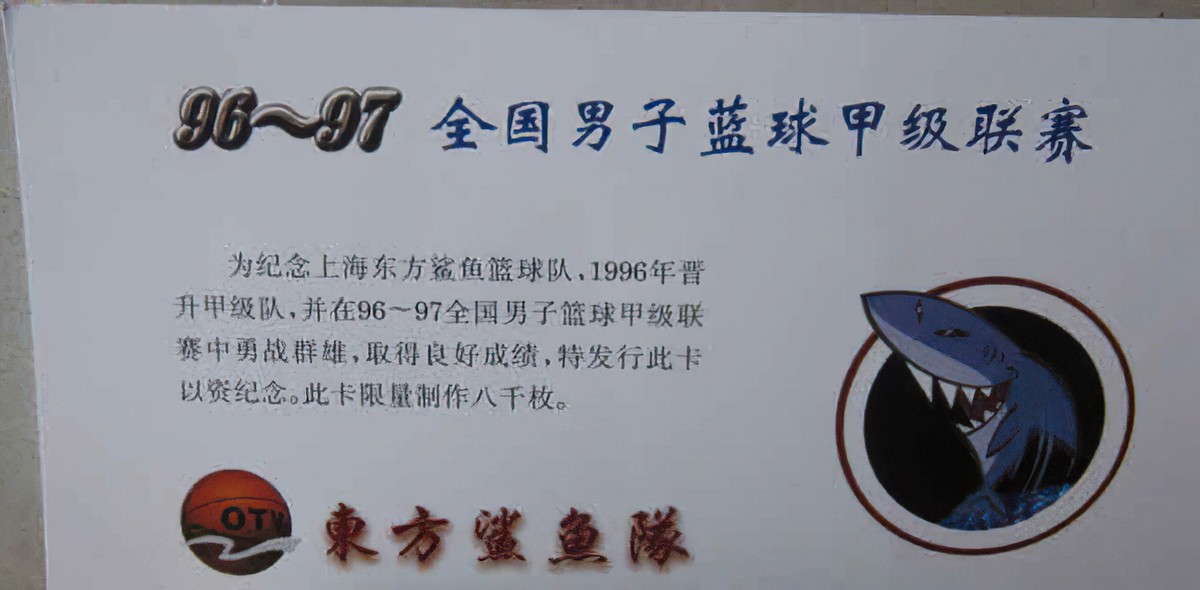 96～97 全国男子蓝球甲级联赛
为纪念上海东方鲨鱼篮球队，1996年晋
升甲级队，并在96～97全国男子篮球甲级联
赛中勇战群雄，取得良好成绩，特发行此卡
以资纪念。此卡限量制作八千枚。
OTV
東方鯊魚隊